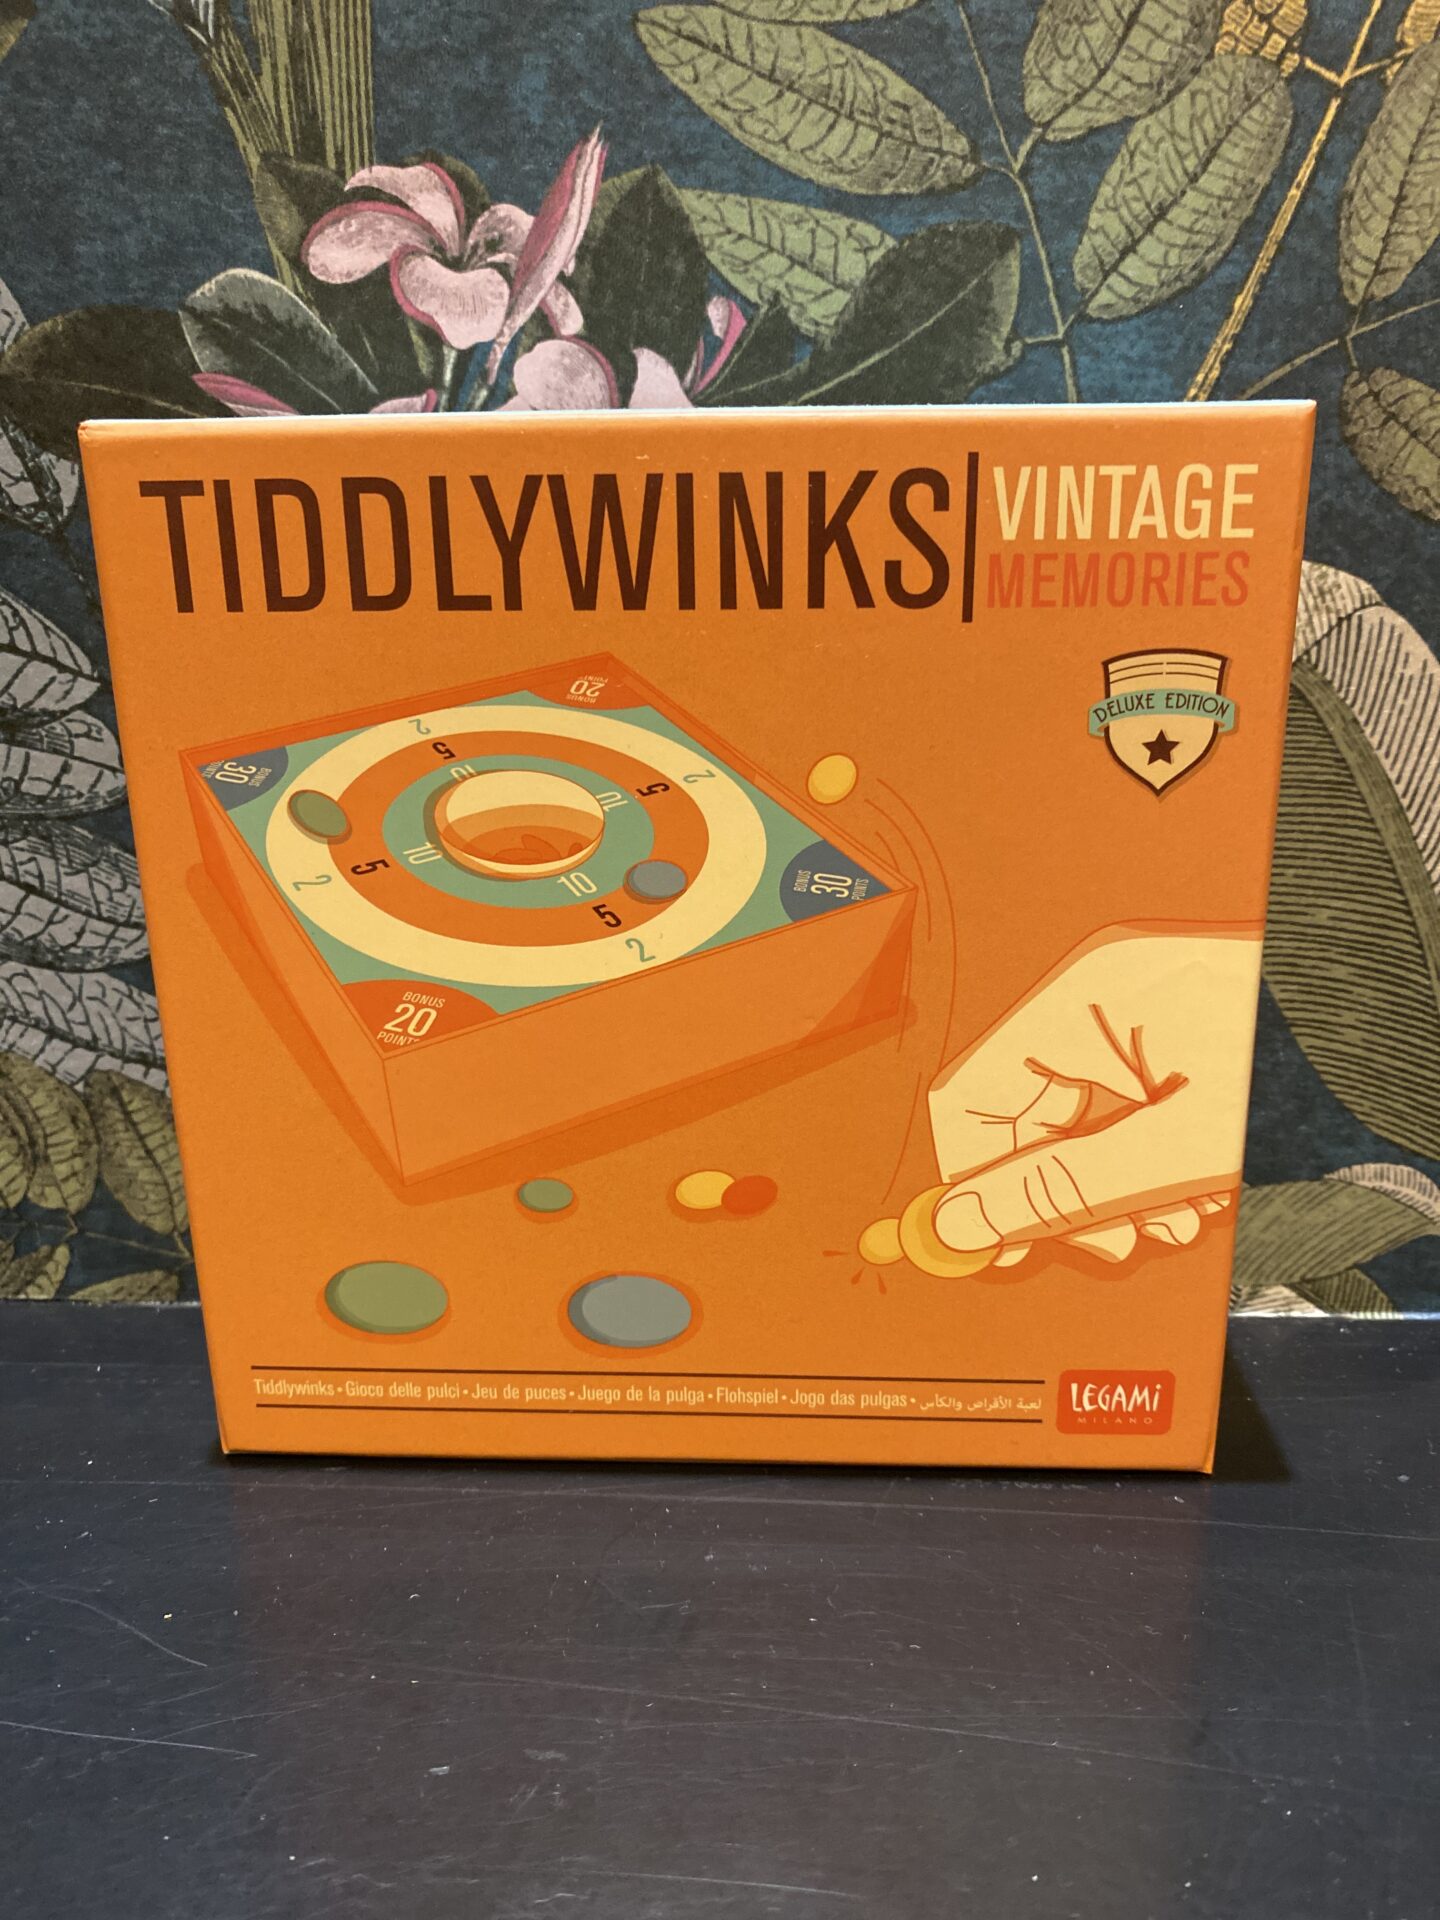 TIDDLYWINKS
VINTAGE
MEMORIES
DELUXE EDITION
BONUS
20
POINTS
BONUS
30
POINTS
2
5
10
2
5
10
BONUS
30
POINTS
2
5
10
10
5
2
BONUS
20
POINTS
Tiddlywinks • Gioco delle pulci • Jeu de puces • Juego de la pulga • Flohspiel • Jogo das pulgas • لعبة الأقراص والكأس
LEGAMi
MILANO